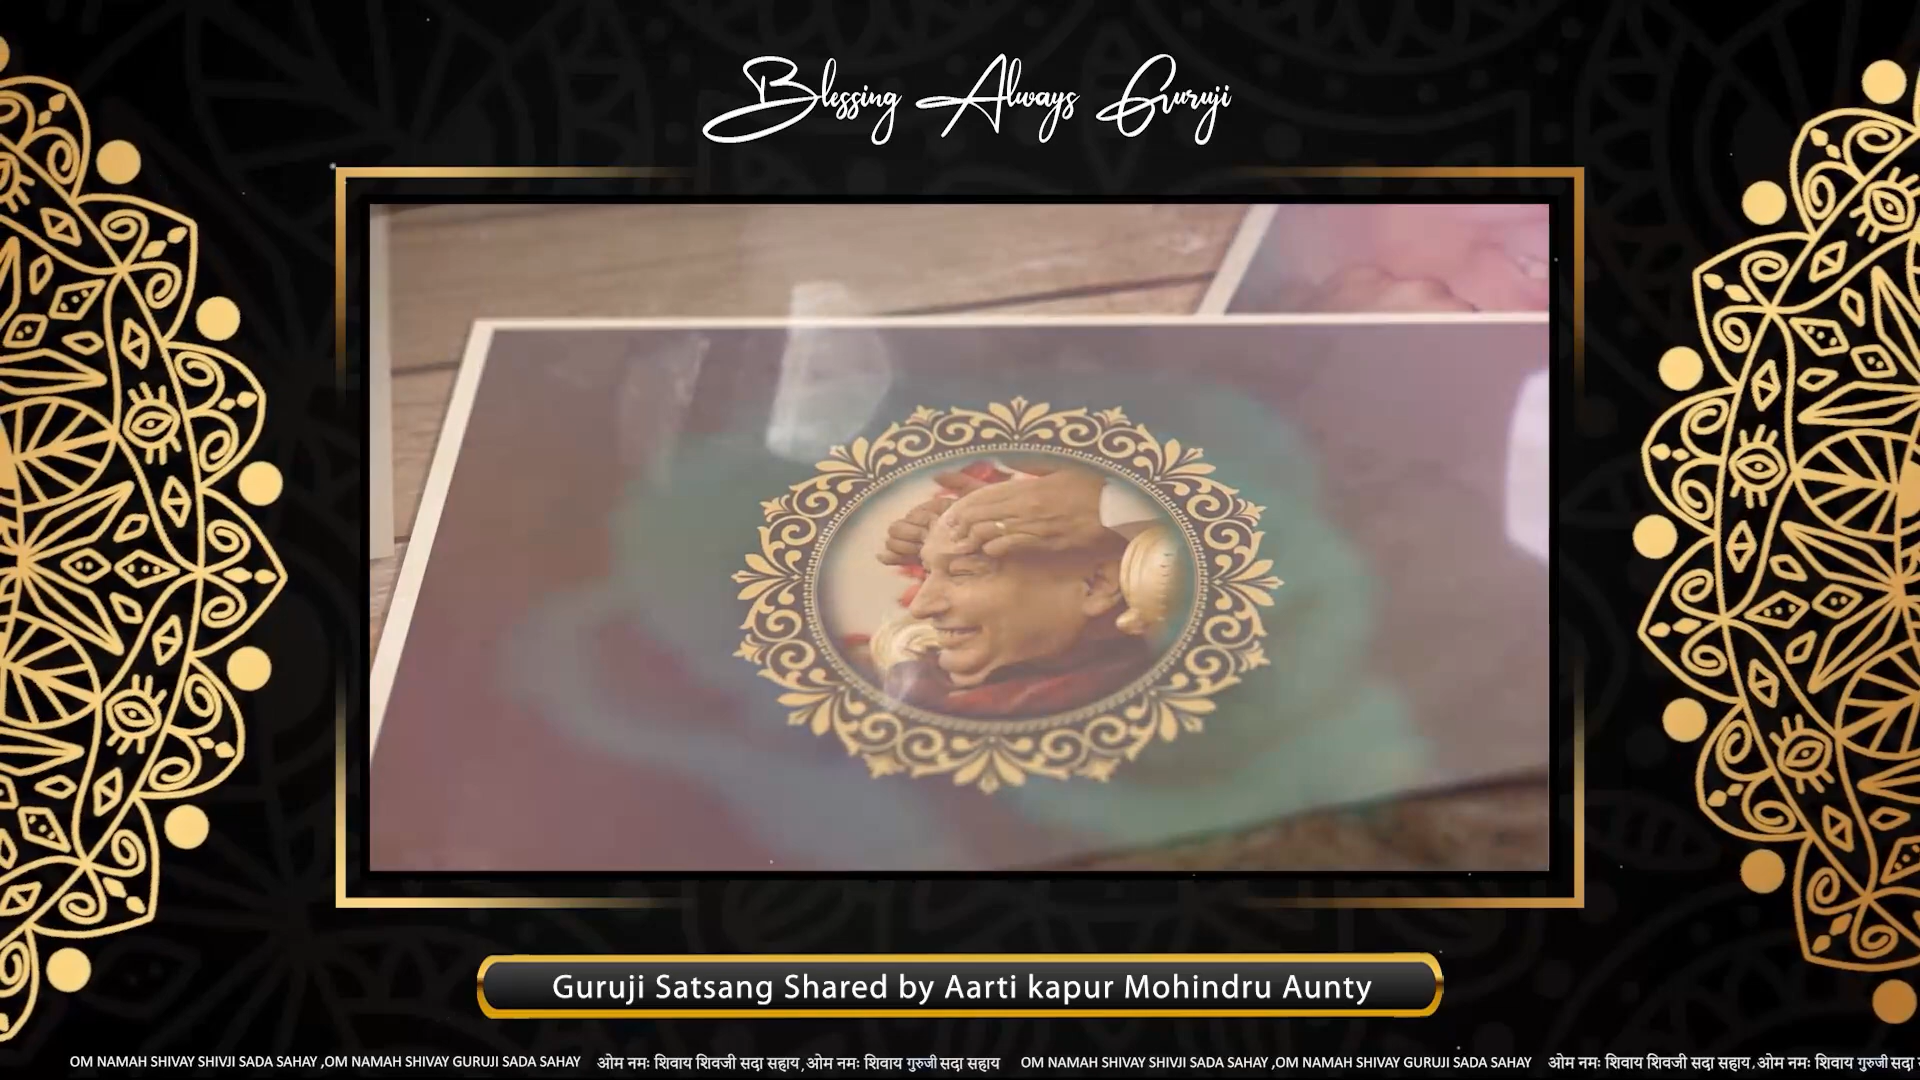 Blessing Always Guruji
Guruji Satsang Shared by Aarti kapur Mohindru Aunty
OM NAMAH SHIVAY SHIVJI SADA SAHAY ,OM NAMAH SHIVAY GURUJI SADA SAHAY ओम नमः शिवाय शिवजी सदा सहाय ,ओम नमः शिवाय गुरुजी सदा सहाय OM NAMAH SHIVAY SHIVJI SADA SAHAY ,OM NAMAH SHIVAY GURUJI SADA SAHAY ओम नमः शिवाय शिवजी सदा सहाय ,ओम नमः शिवाय गुरुजी सदा